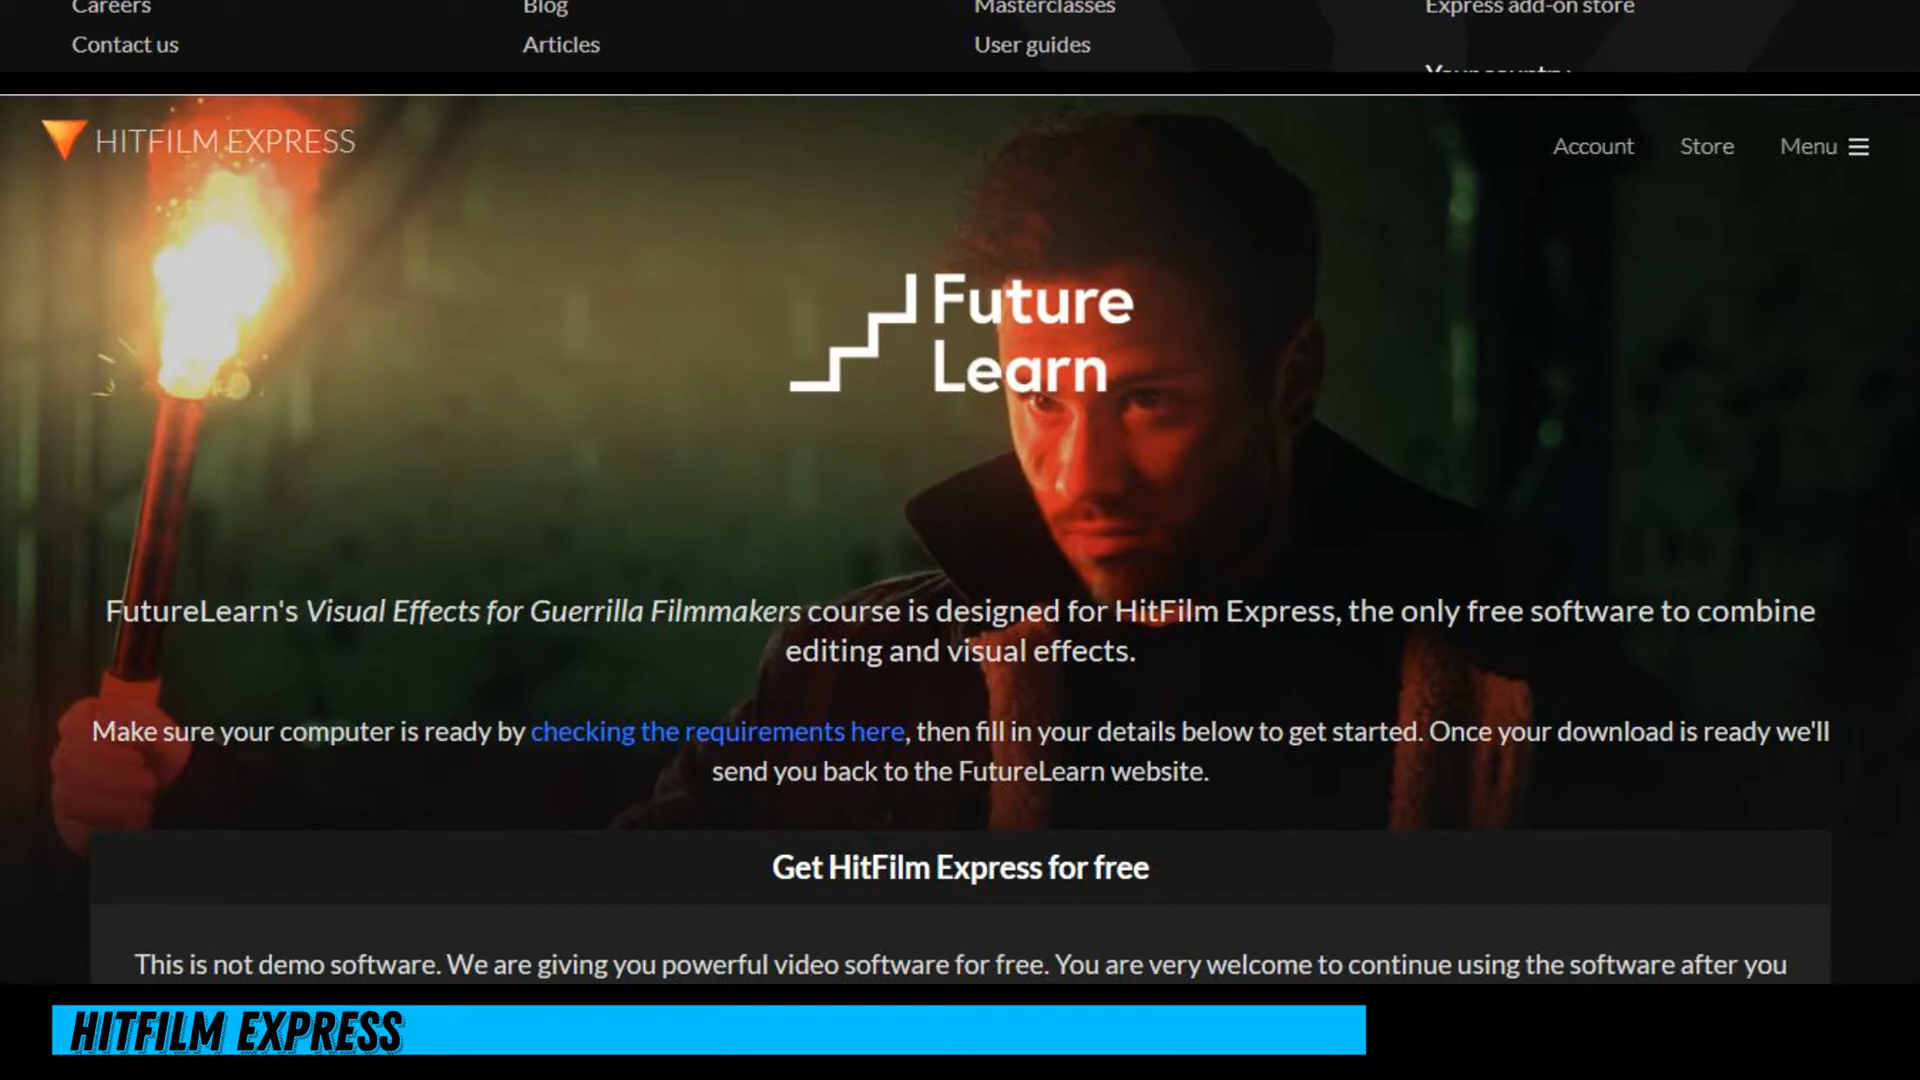 Careers
Blog
Masterclasses
Express add-on store
Contact us
Articles
User guides
Your country
HITFILM EXPRESS
Account
Store
Menu
Future
Learn
FutureLearn's Visual Effects for Guerrilla Filmmakers course is designed for HitFilm Express, the only free software to combine
editing and visual effects.
Make sure your computer is ready by checking the requirements here, then fill in your details below to get started. Once your download is ready we'll
send you back to the FutureLearn website.
Get HitFilm Express for free
This is not demo software. We are giving you powerful video software for free. You are very welcome to continue using the software after you
HITFILM EXPRESS